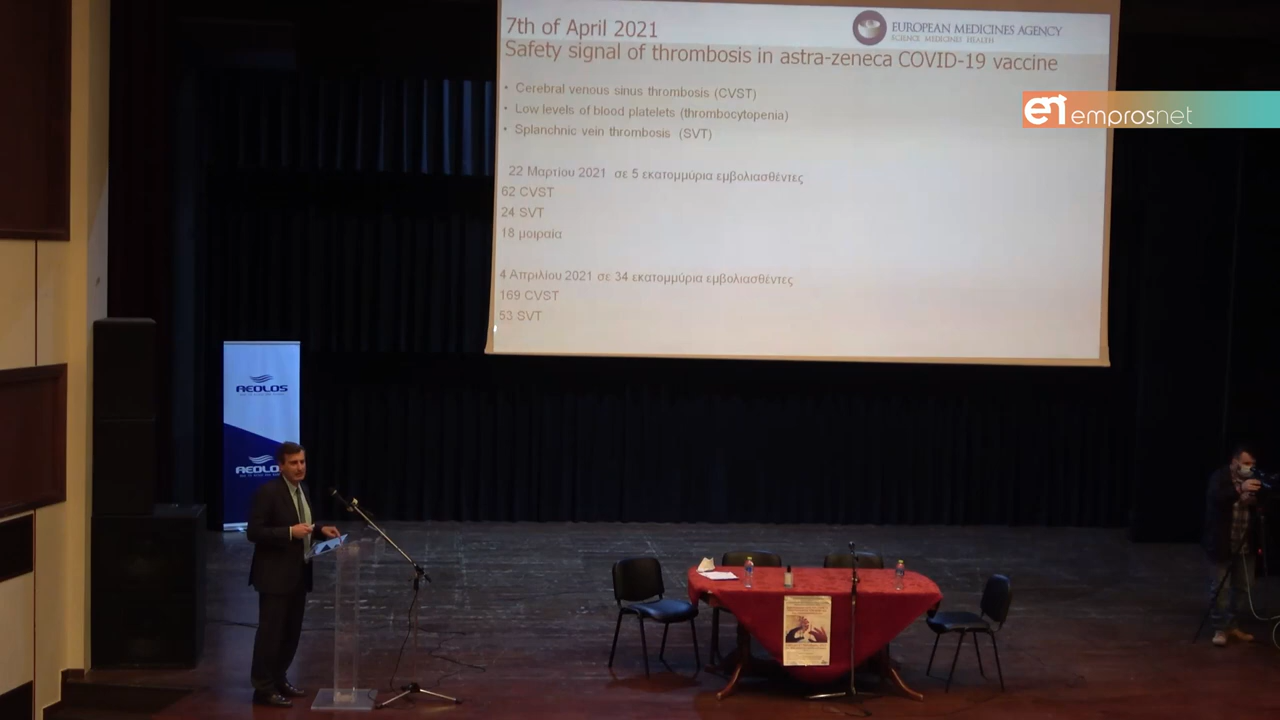 7th of April 2021
EUROPEAN MEDICINES AGENCY
SCIENCE MEDICINES HEALTH
Safety signal of thrombosis in astra-zeneca COVID-19 vaccine
• Cerebral venous sinus thrombosis (CVST)
• Low levels of blood platelets (thrombocytopenia)
• Splanchnic vein thrombosis (SVT)
22 Μαρτίου 2021 σε 5 εκατομμύρια εμβολιασθέντες
62 CVST
24 SVT
18 μοιραία
4 Απριλίου 2021 σε 34 εκατομμύρια εμβολιασθέντες
169 CVST
53 SVT
en emprosnet
AEOLOS
AEOLOS